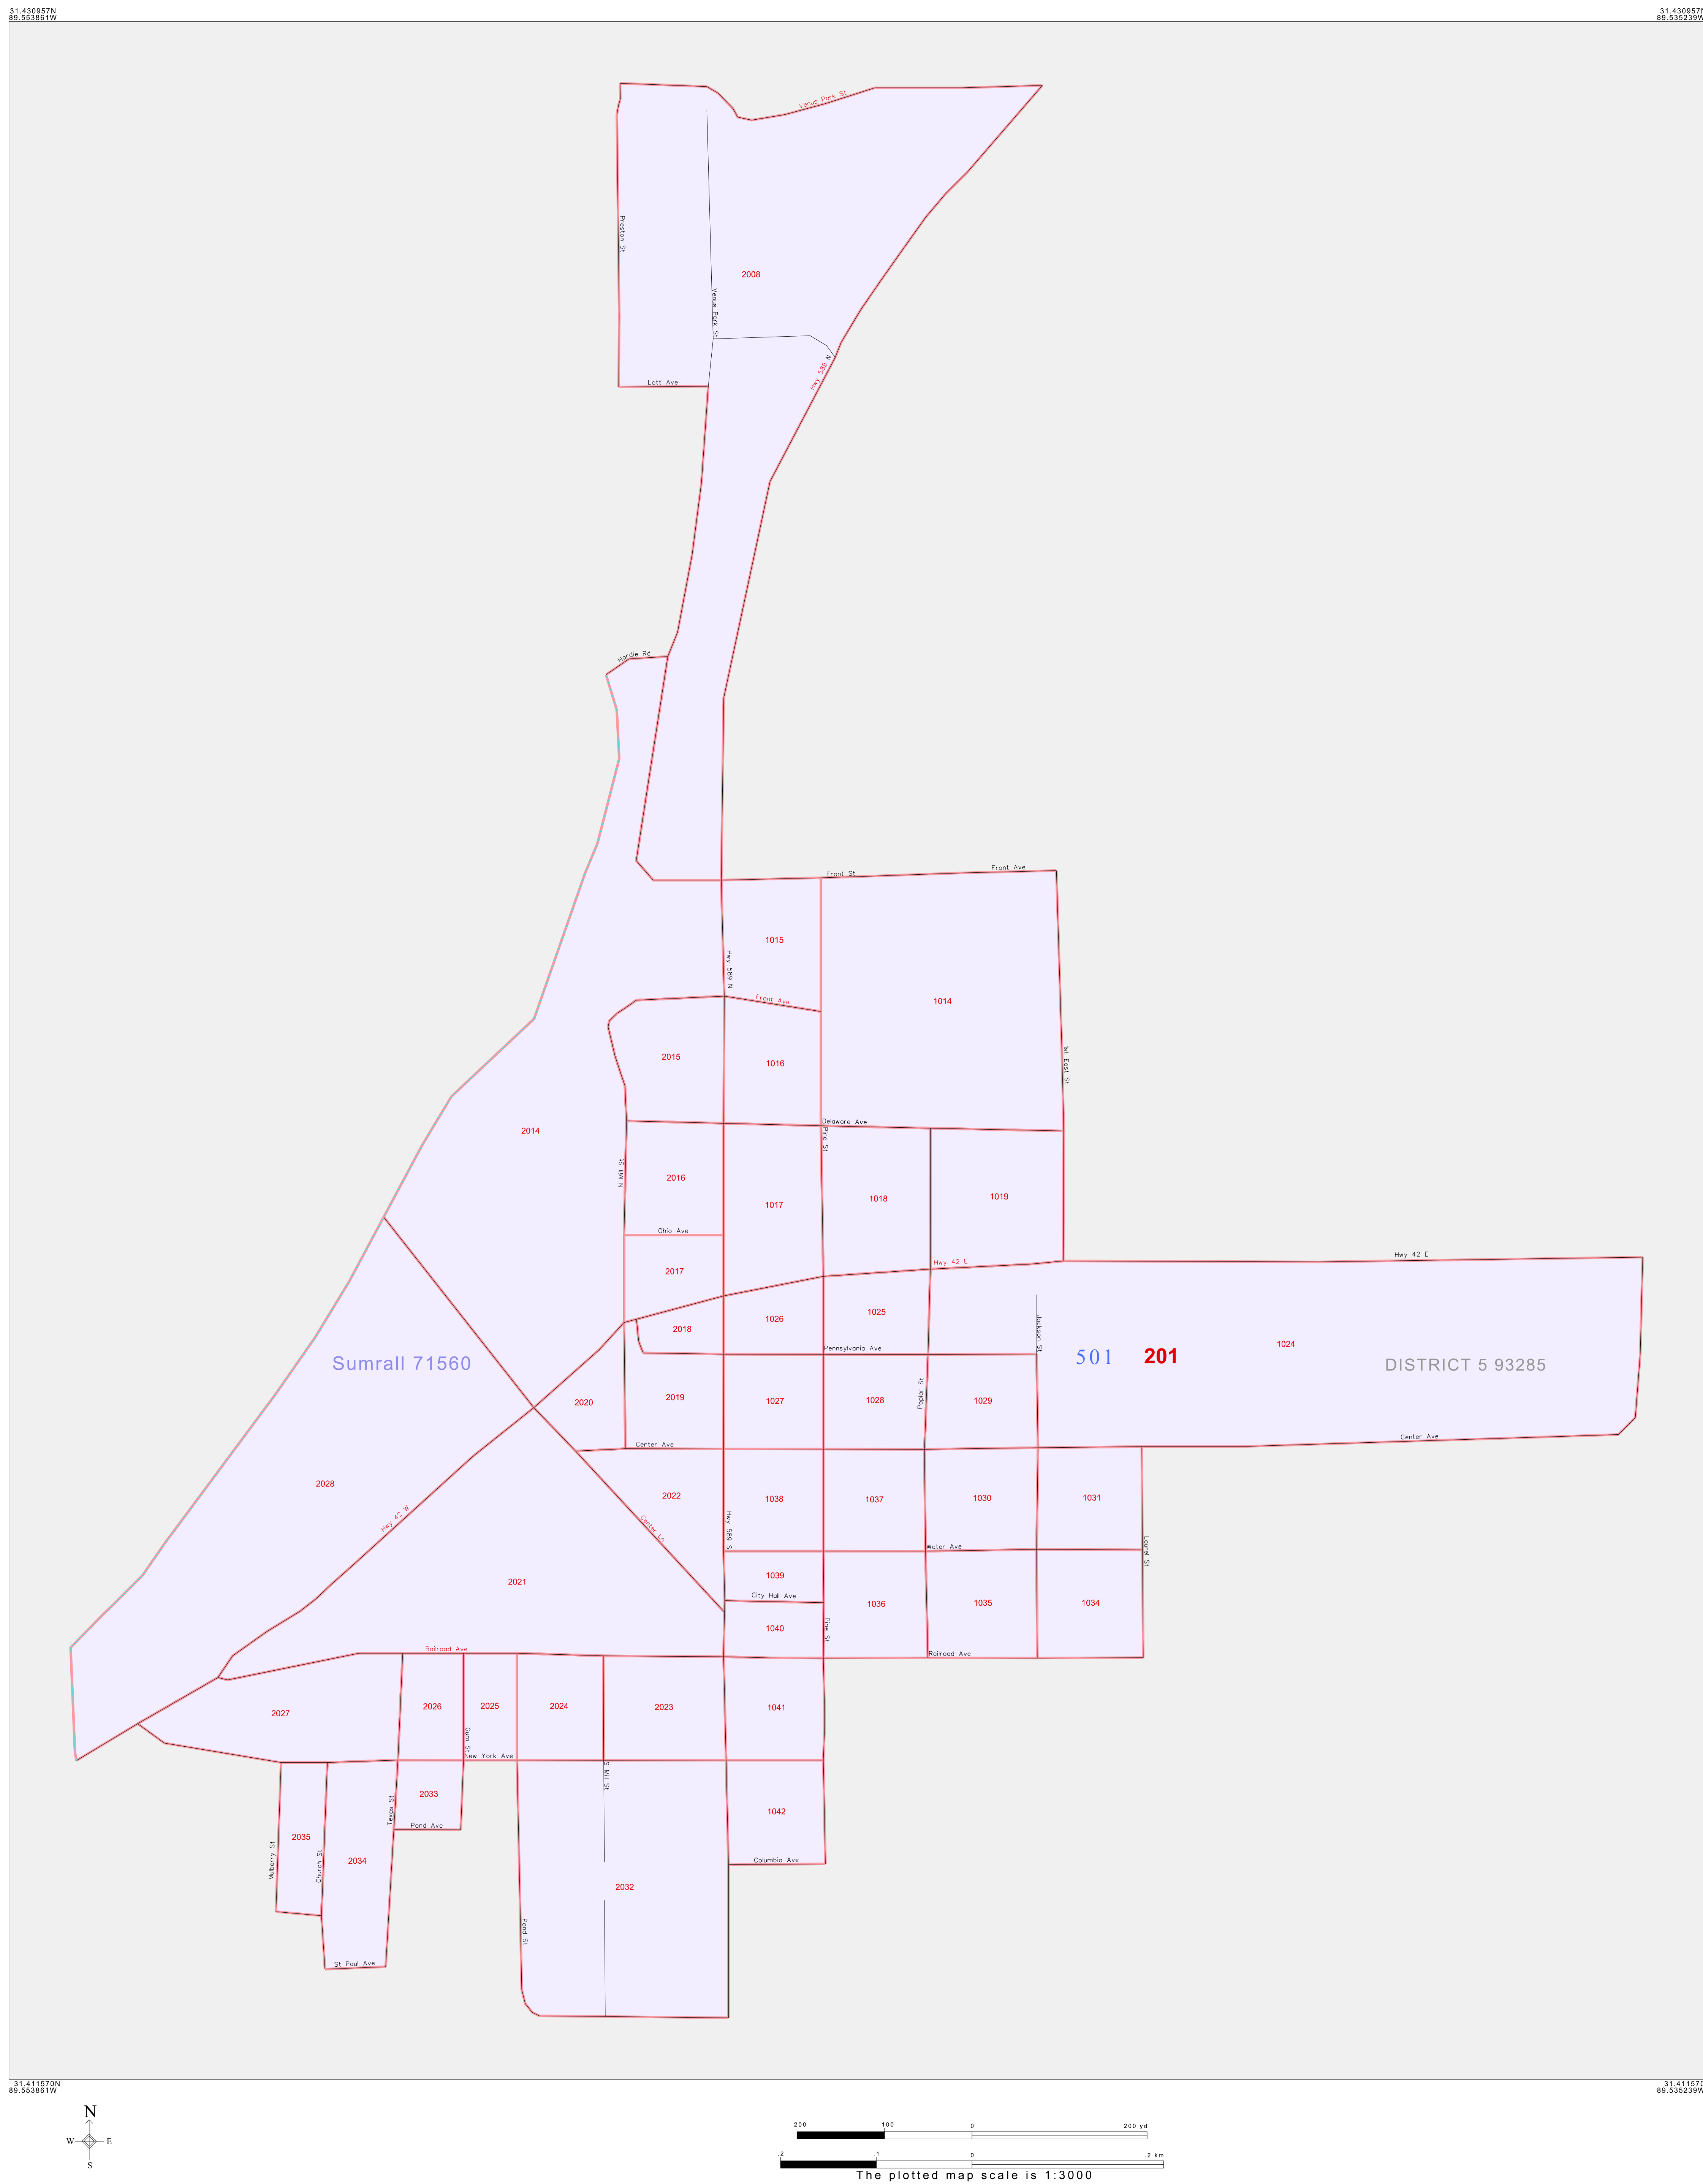 31.430957N
89.553861W
31.430957N
89.535239W
Venus Park St
Preston St
2008
Venus Park St
Hwy 589 N
Lott Ave
Hardie Rd
Front St
Front Ave
1015
Hwy 589 N
Front Ave
1014
2015
1016
1st East St
2014
Delaware Ave
Pine St
N Mill St
2016
1017
1018
1019
Ohio Ave
Hwy 42 E
Hwy 42 E
2017
2018
1026
1025
Jackson St
1024
Pennsylvania Ave
Sumrall 71560
501
201
DISTRICT 5 93285
2020
2019
1027
1028
Poplar St
1029
Center Ave
Center Ave
2028
2022
1038
1037
1030
1031
Hwy 42 W
Center Ln
Hwy 589 S
Water Ave
Laurel St
2021
1039
City Hall Ave
1036
1035
1034
1040
Pine St
Railroad Ave
Railroad Ave
2027
2026
2025
2024
2023
1041
Gum St
New York Ave
S Mill St
2033
Texas St
1042
Pond Ave
Mulberry St
2035
Church St
2034
Columbia Ave
2032
Pond St
St Paul Ave
31.411570N
89.553861W
31.411570
89.535239W
N
W
E
S
200
100
0
200 yd
.2
.1
0
.2 km
The plotted map scale is 1:3000